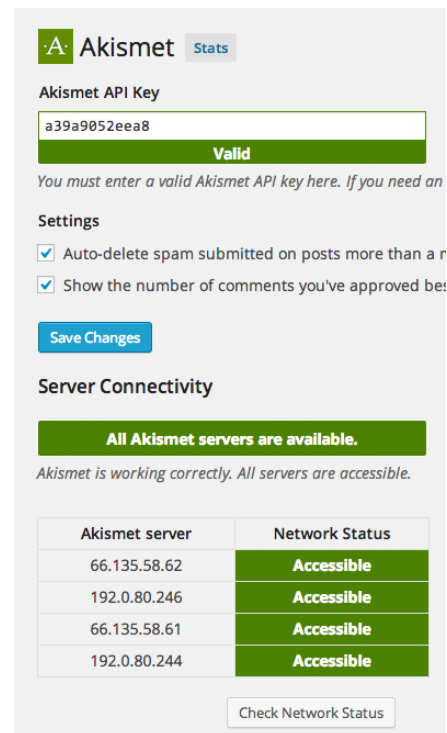 ·A· Akismet Stats
Akismet API Key
a39a9052eea8
Valid
You must enter a valid Akismet API key here. If you need an
Settings
Auto-delete spam submitted on posts more than a
Show the number of comments you've approved
Save Changes
Server Connectivity
All Akismet servers are available.
Akismet is working correctly. All servers are accessible.
Akismet server Network Status
66.135.58.62 Accessible
192.0.80.246 Accessible
66.135.58.61 Accessible
192.0.80.244 Accessible
Check Network Status